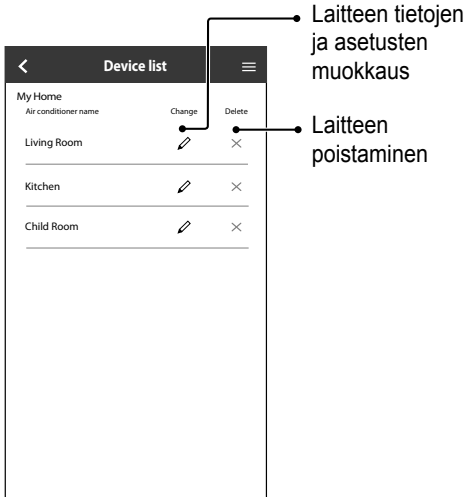 Laitteen tietojen
ja asetusten
muokkaus
Device list
My Home
Air conditioner name Change Delete
Laitteen
poistaminen
Living Room
Kitchen
Child Room